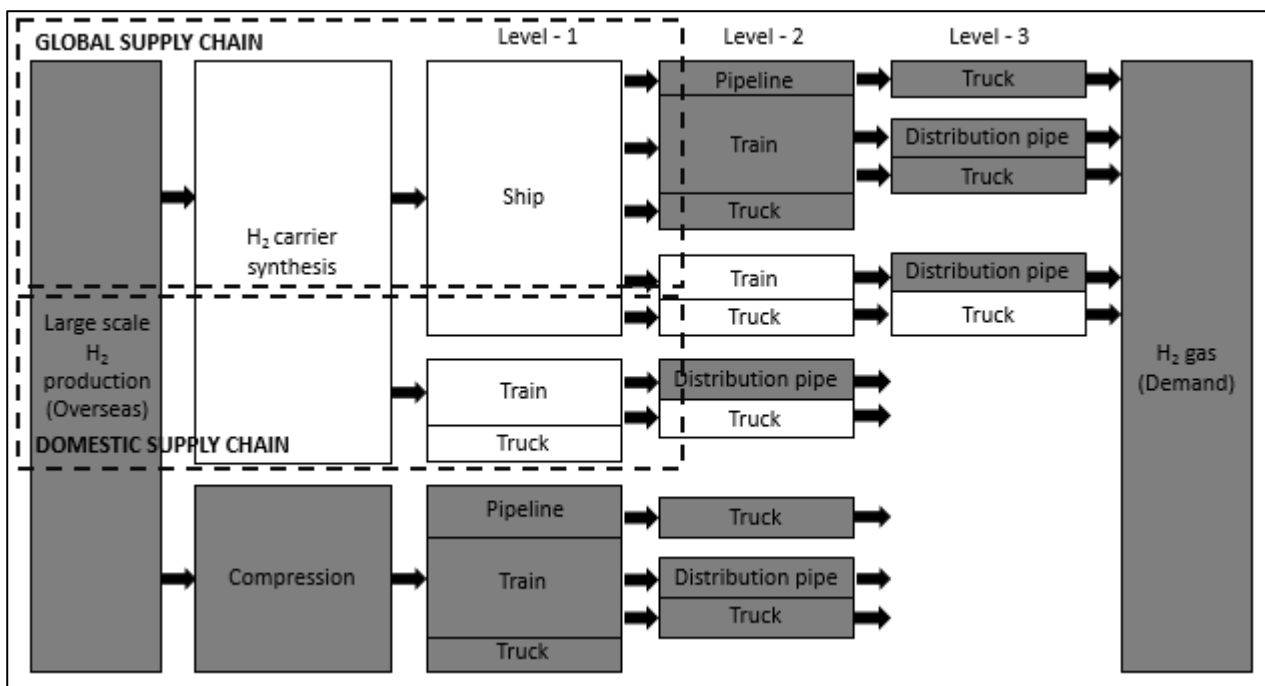 GLOBAL SUPPLY CHAIN
Level - 1
Level - 2
Level - 3
Pipeline
Train
Truck
Truck
Distribution pipe
Truck
Ship
H₂ carrier
synthesis
Train
Truck
Distribution pipe
Truck
Large scale
H₂
production
(Overseas)
DOMESTIC SUPPLY CHAIN
Train
Truck
Distribution pipe
Truck
H₂ gas
(Demand)
Compression
Pipeline
Train
Truck
Truck
Distribution pipe
Truck